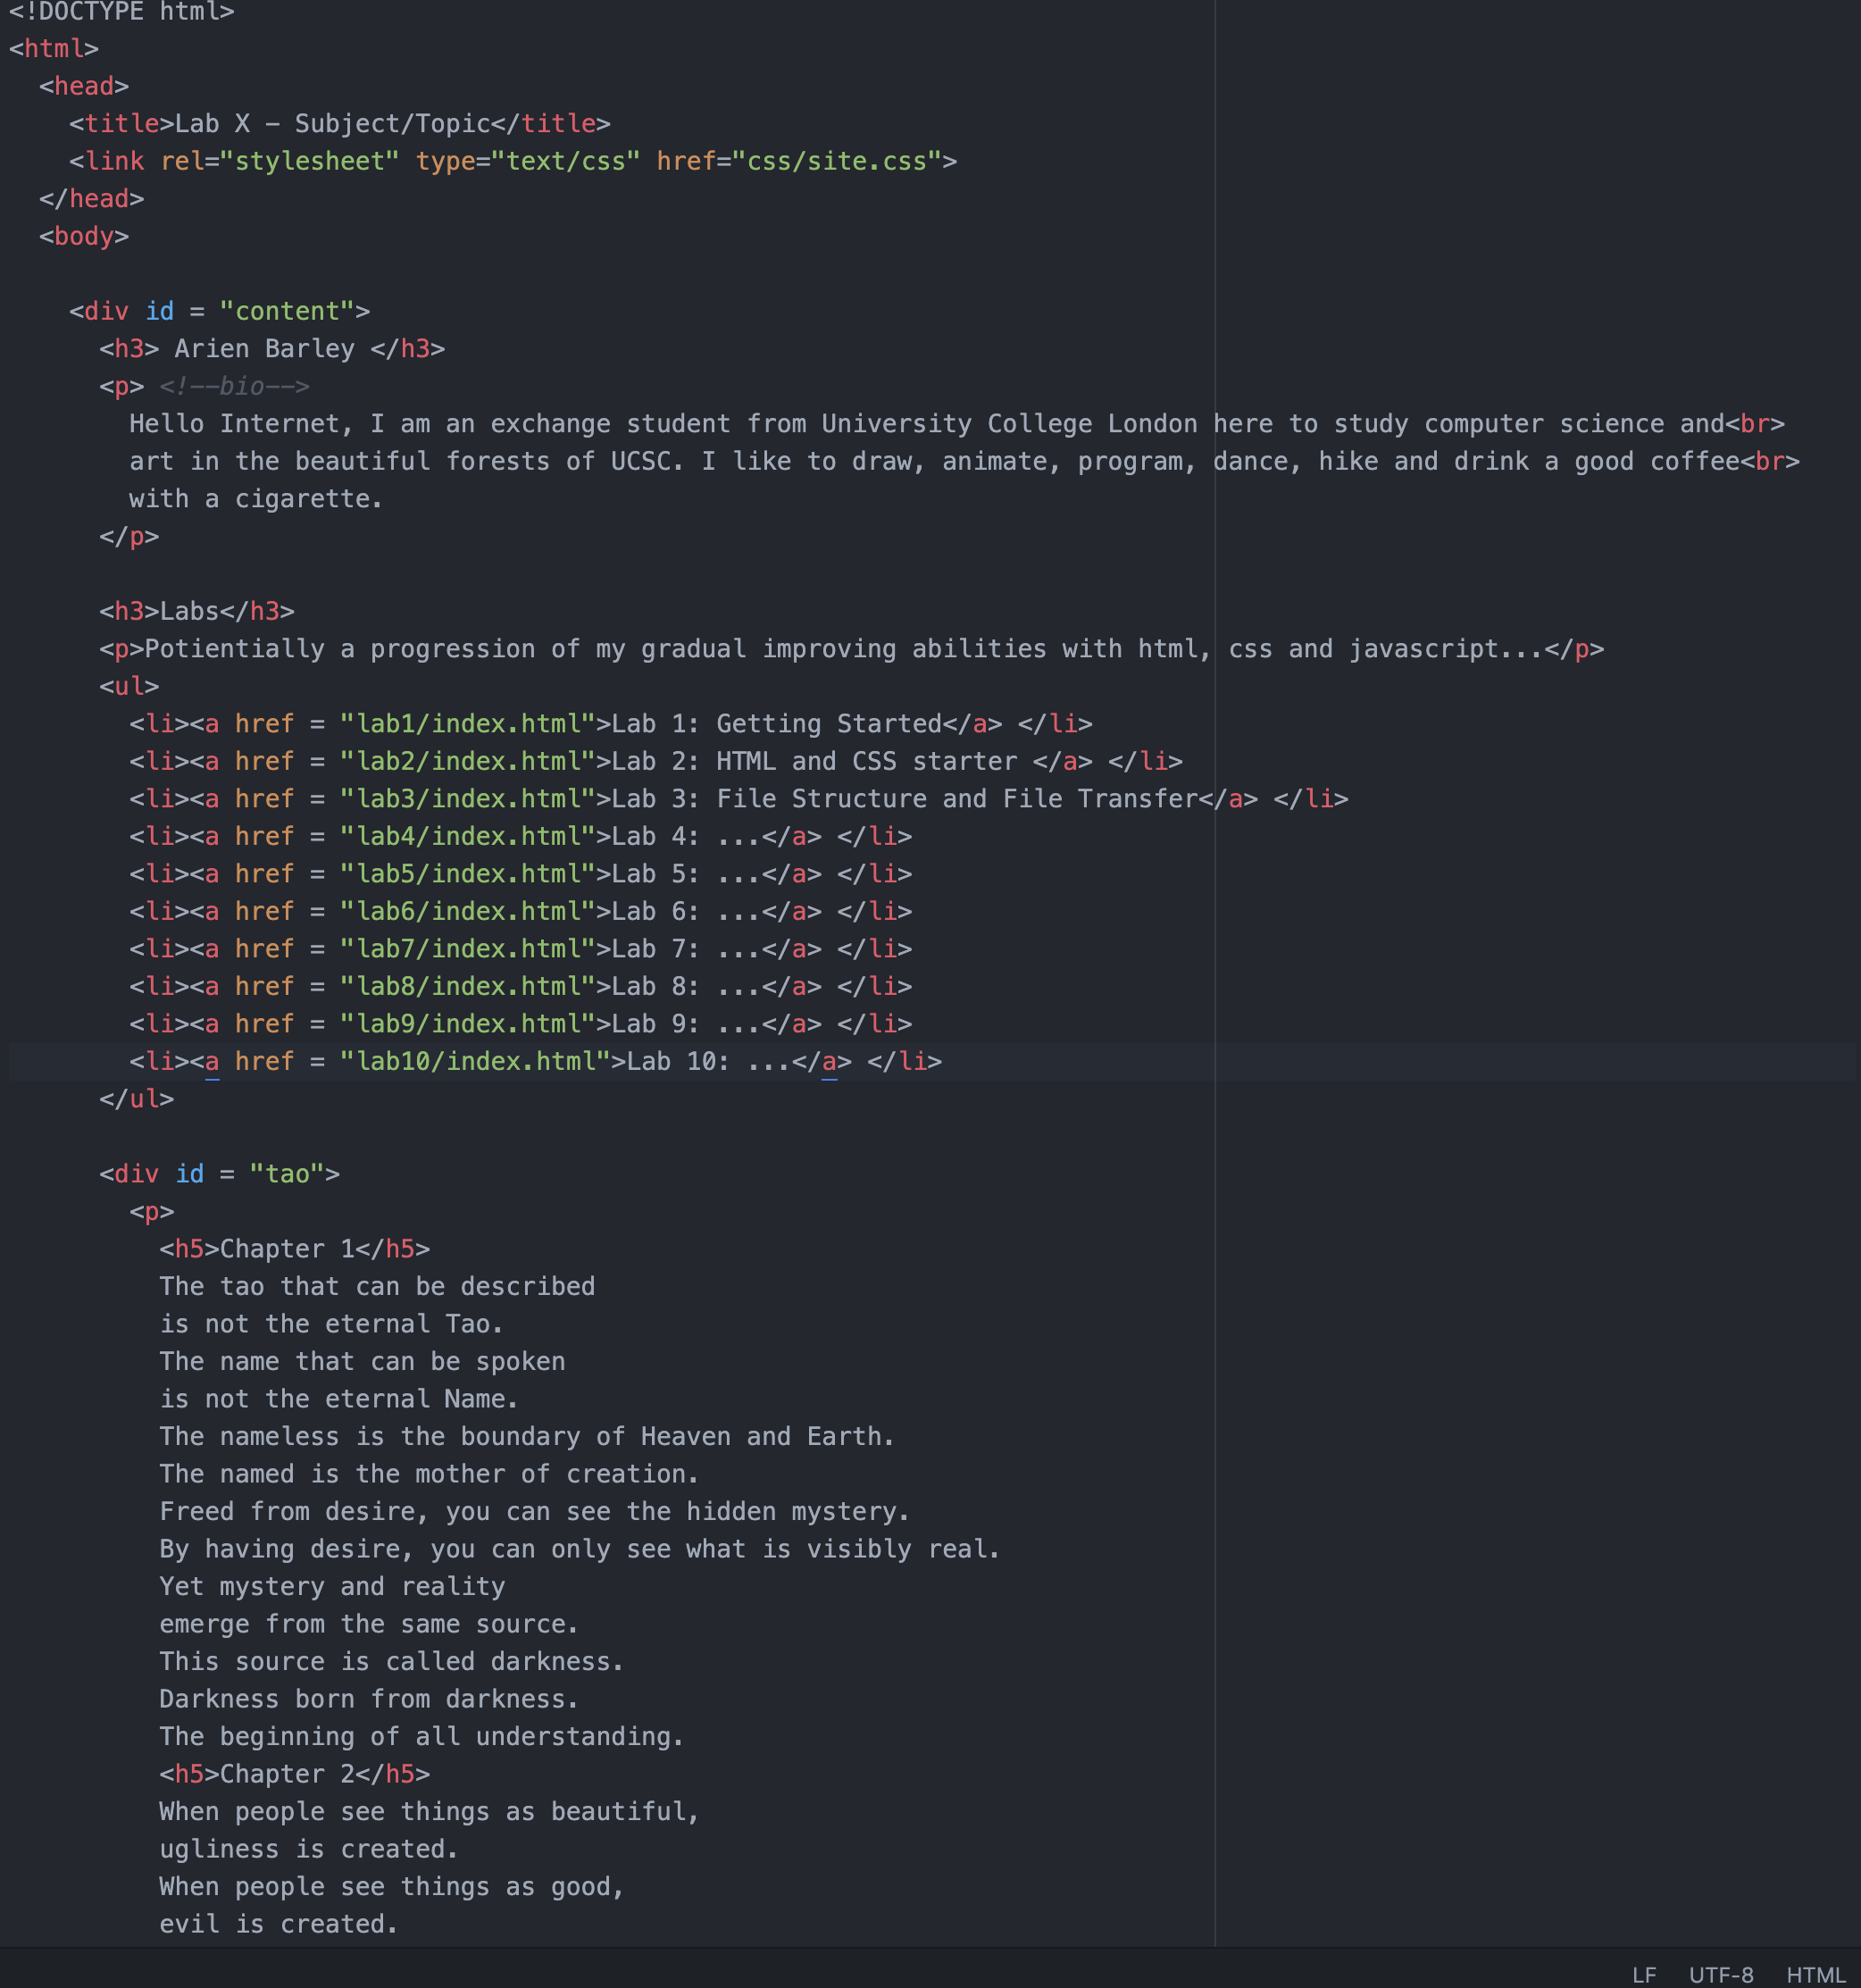 <!DOCTYPE html>
<html>
<head>
<title>Lab X - Subject/Topic</title>
<link rel="stylesheet" type="text/css" href="css/site.css">
</head>
<body>
<div id = "content">
<h3> Arien Barley </h3>
<p> <!--bio-->
Hello Internet, I am an exchange student from University College London here to study computer science and<br>
art in the beautiful forests of UCSC. I like to draw, animate, program, dance, hike and drink a good coffee<br>
with a cigarette.
</p>
<h3>Labs</h3>
<p>Potientially a progression of my gradual improving abilities with html, css and javascript...</p>
<ul>
<li><a href = "lab1/index.html">Lab 1: Getting Started</a> </li>
<li><a href = "lab2/index.html">Lab 2: HTML and CSS starter </a> </li>
<li><a href = "lab3/index.html">Lab 3: File Structure and File Transfer</a> </li>
<li><a href = "lab4/index.html">Lab 4: ...</a> </li>
<li><a href = "lab5/index.html">Lab 5: ...</a> </li>
<li><a href = "lab6/index.html">Lab 6: ...</a> </li>
<li><a href = "lab7/index.html">Lab 7: ...</a> </li>
<li><a href = "lab8/index.html">Lab 8: ...</a> </li>
<li><a href = "lab9/index.html">Lab 9: ...</a> </li>
<li><a href = "lab10/index.html">Lab 10: ...</a> </li>
</ul>
<div id = "tao">
<p>
<h5>Chapter 1</h5>
The tao that can be described
is not the eternal Tao.
The name that can be spoken
is not the eternal Name.
The nameless is the boundary of Heaven and Earth.
The named is the mother of creation.
Freed from desire, you can see the hidden mystery.
By having desire, you can only see what is visibly real.
Yet mystery and reality
emerge from the same source.
This source is called darkness.
Darkness born from darkness.
The beginning of all understanding.
<h5>Chapter 2</h5>
When people see things as beautiful,
ugliness is created.
When people see things as good,
evil is created.
LF UTF-8 HTML